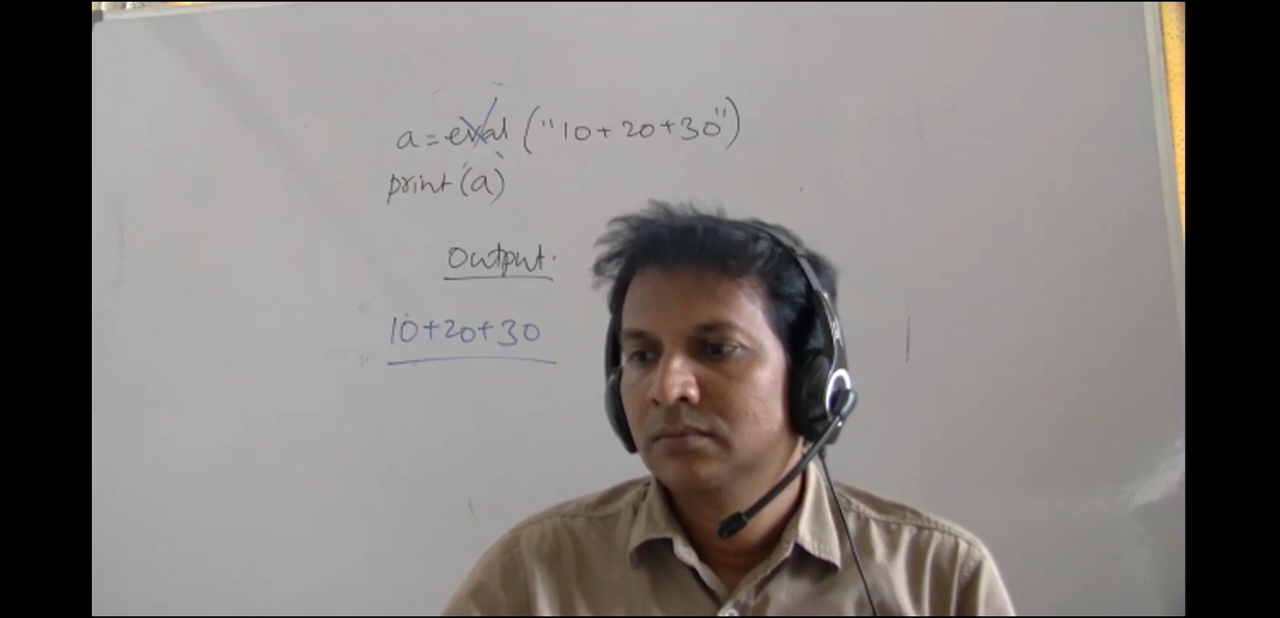 a = eval ("10+20+30")
print (a)
Output.
10+20+30